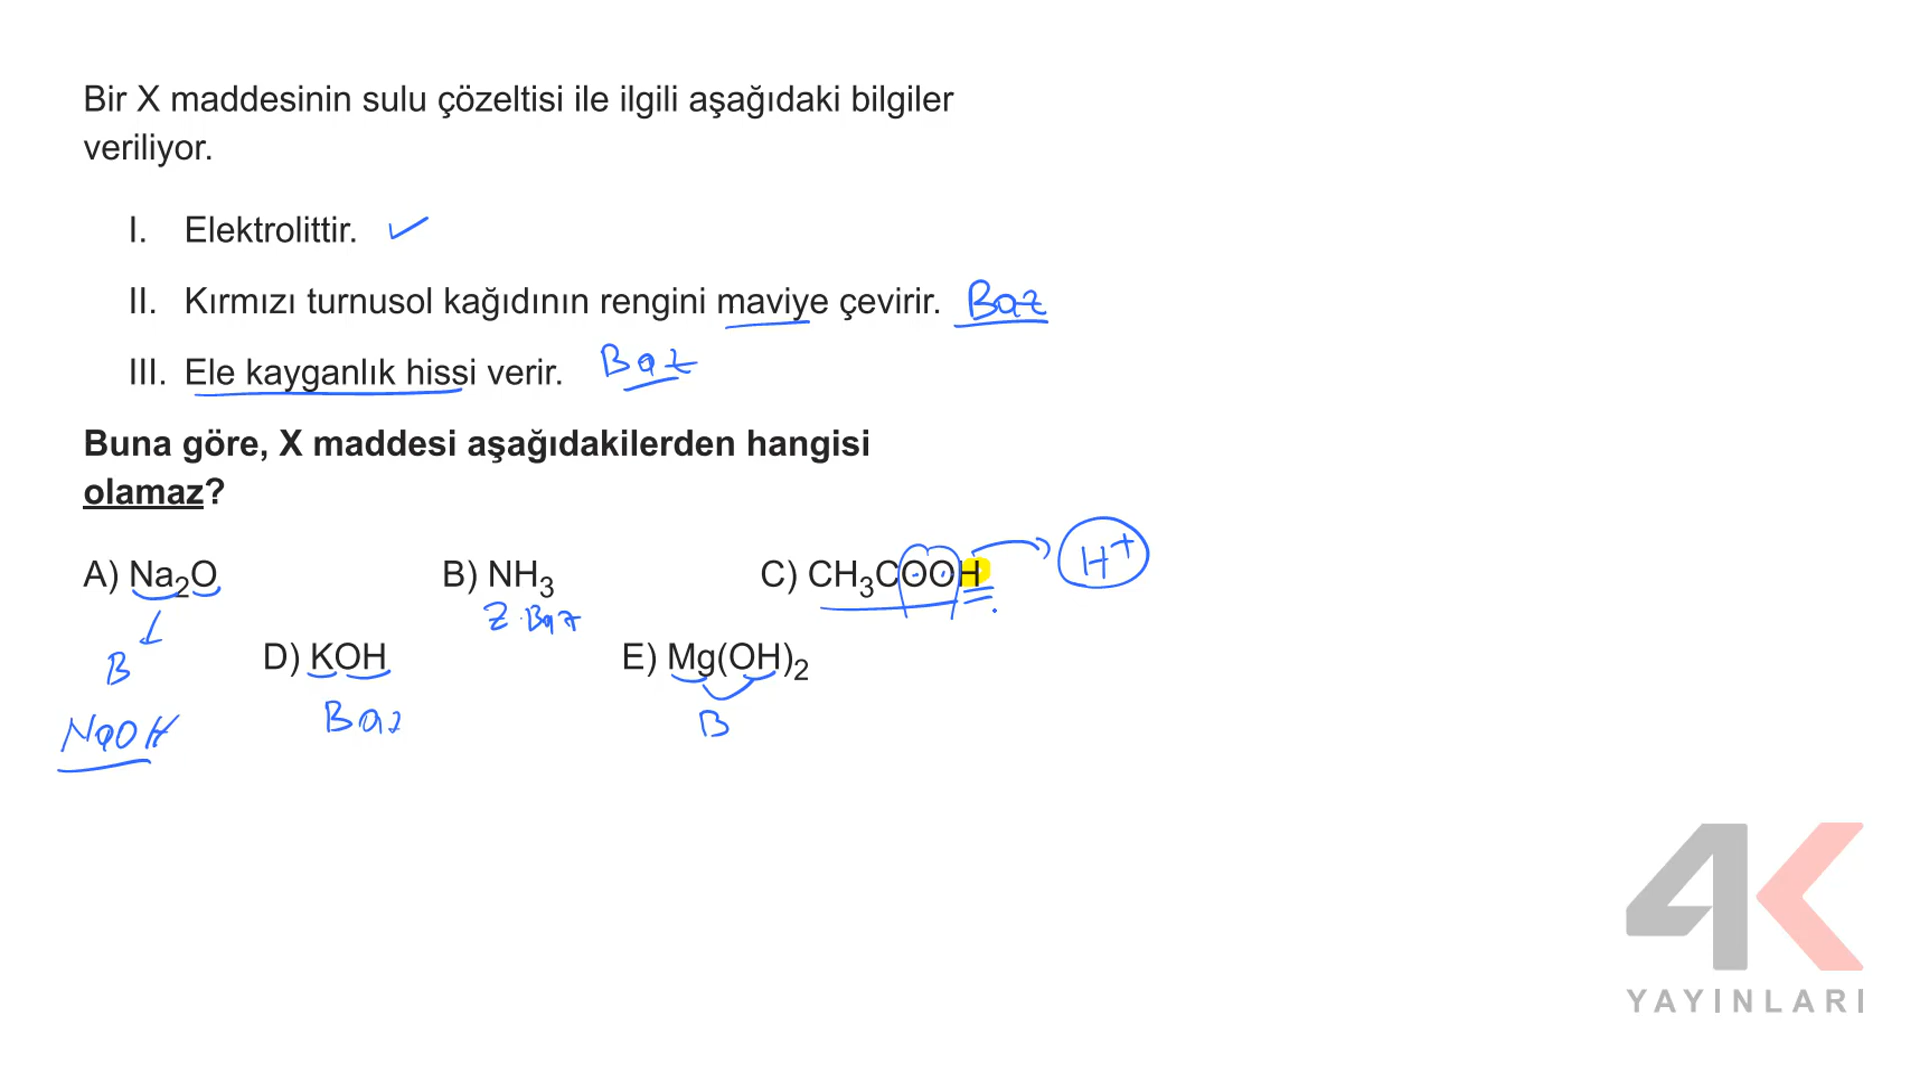 Bir X maddesinin sulu çözeltisi ile ilgili aşağıdaki bilgiler
veriliyor.
I. Elektrolittir.
II. Kırmızı turnusol kağıdının rengini maviye çevirir. Baz
III. Ele kayganlık hissi verir. Baz
Buna göre, X maddesi aşağıdakilerden hangisi
olamaz?
A) Na₂O B) NH₃ C) CH₃COOH H⁺
Z. Baz
D) KOH E) Mg(OH)₂
B
NaOH Baz B
4K
YAYINLARI